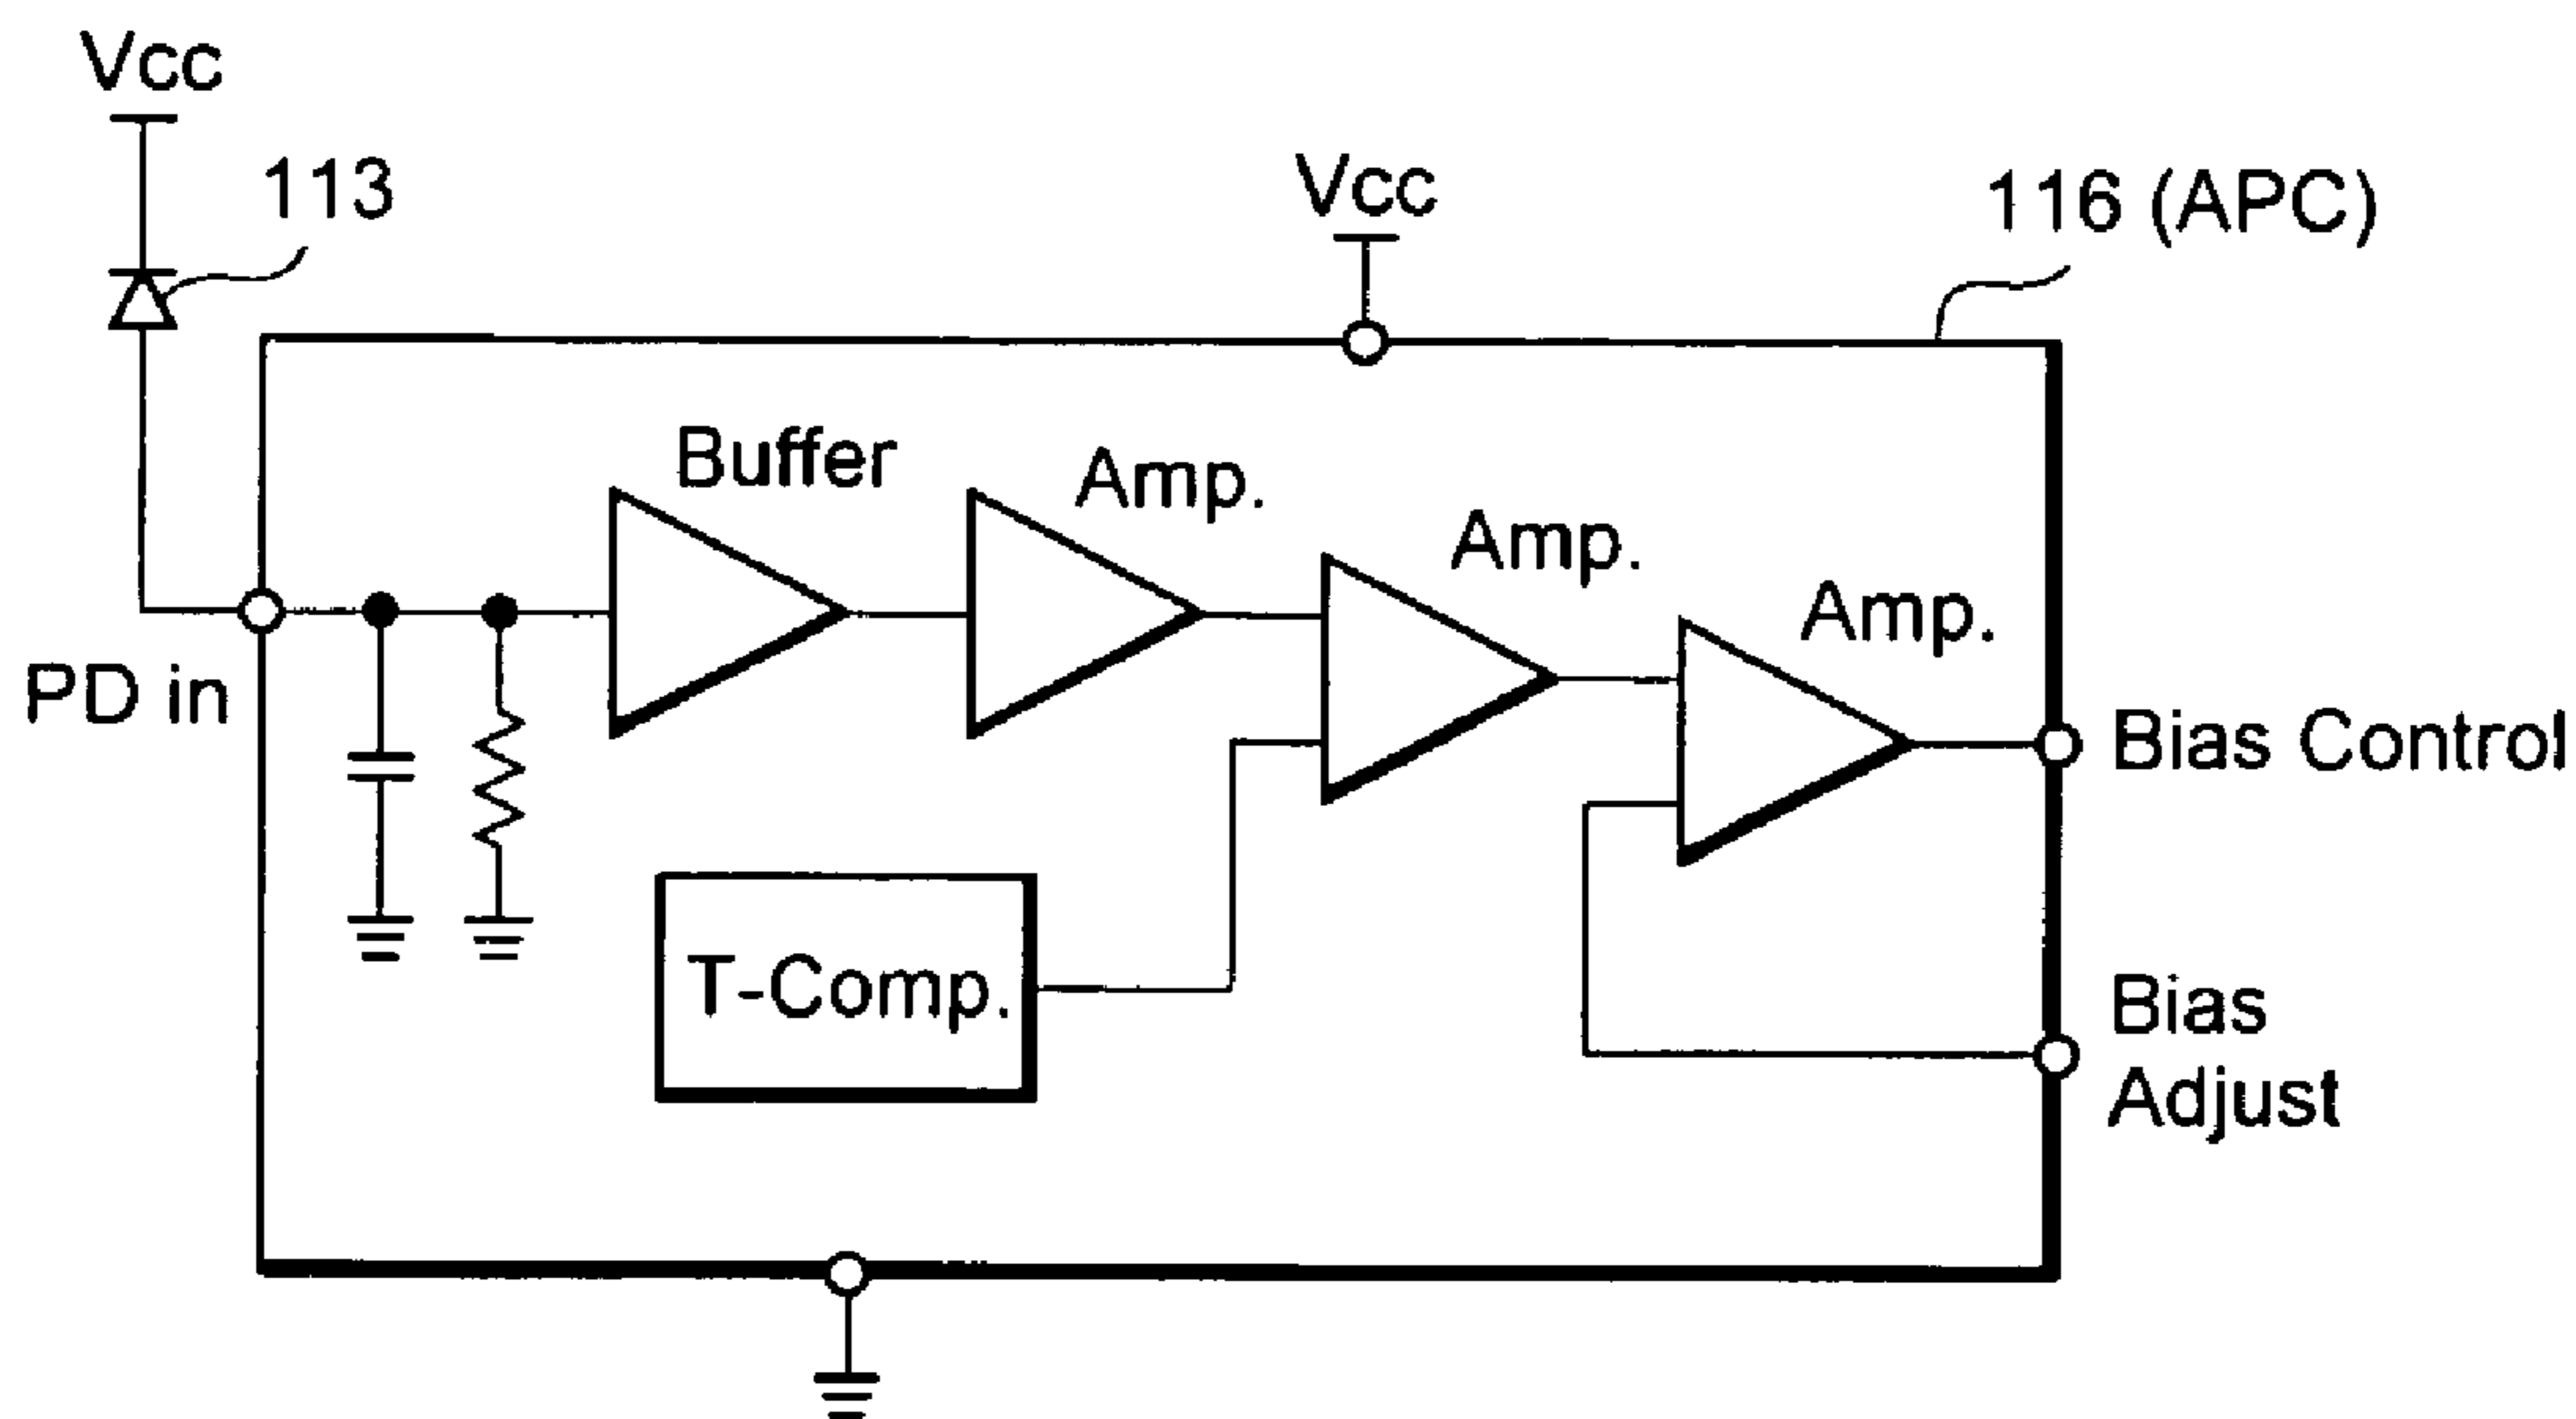 Vcc
113
Vcc
116 (APC)
Buffer
Amp.
Amp.
Amp.
PD in
Bias Control
T-Comp.
Bias
Adjust